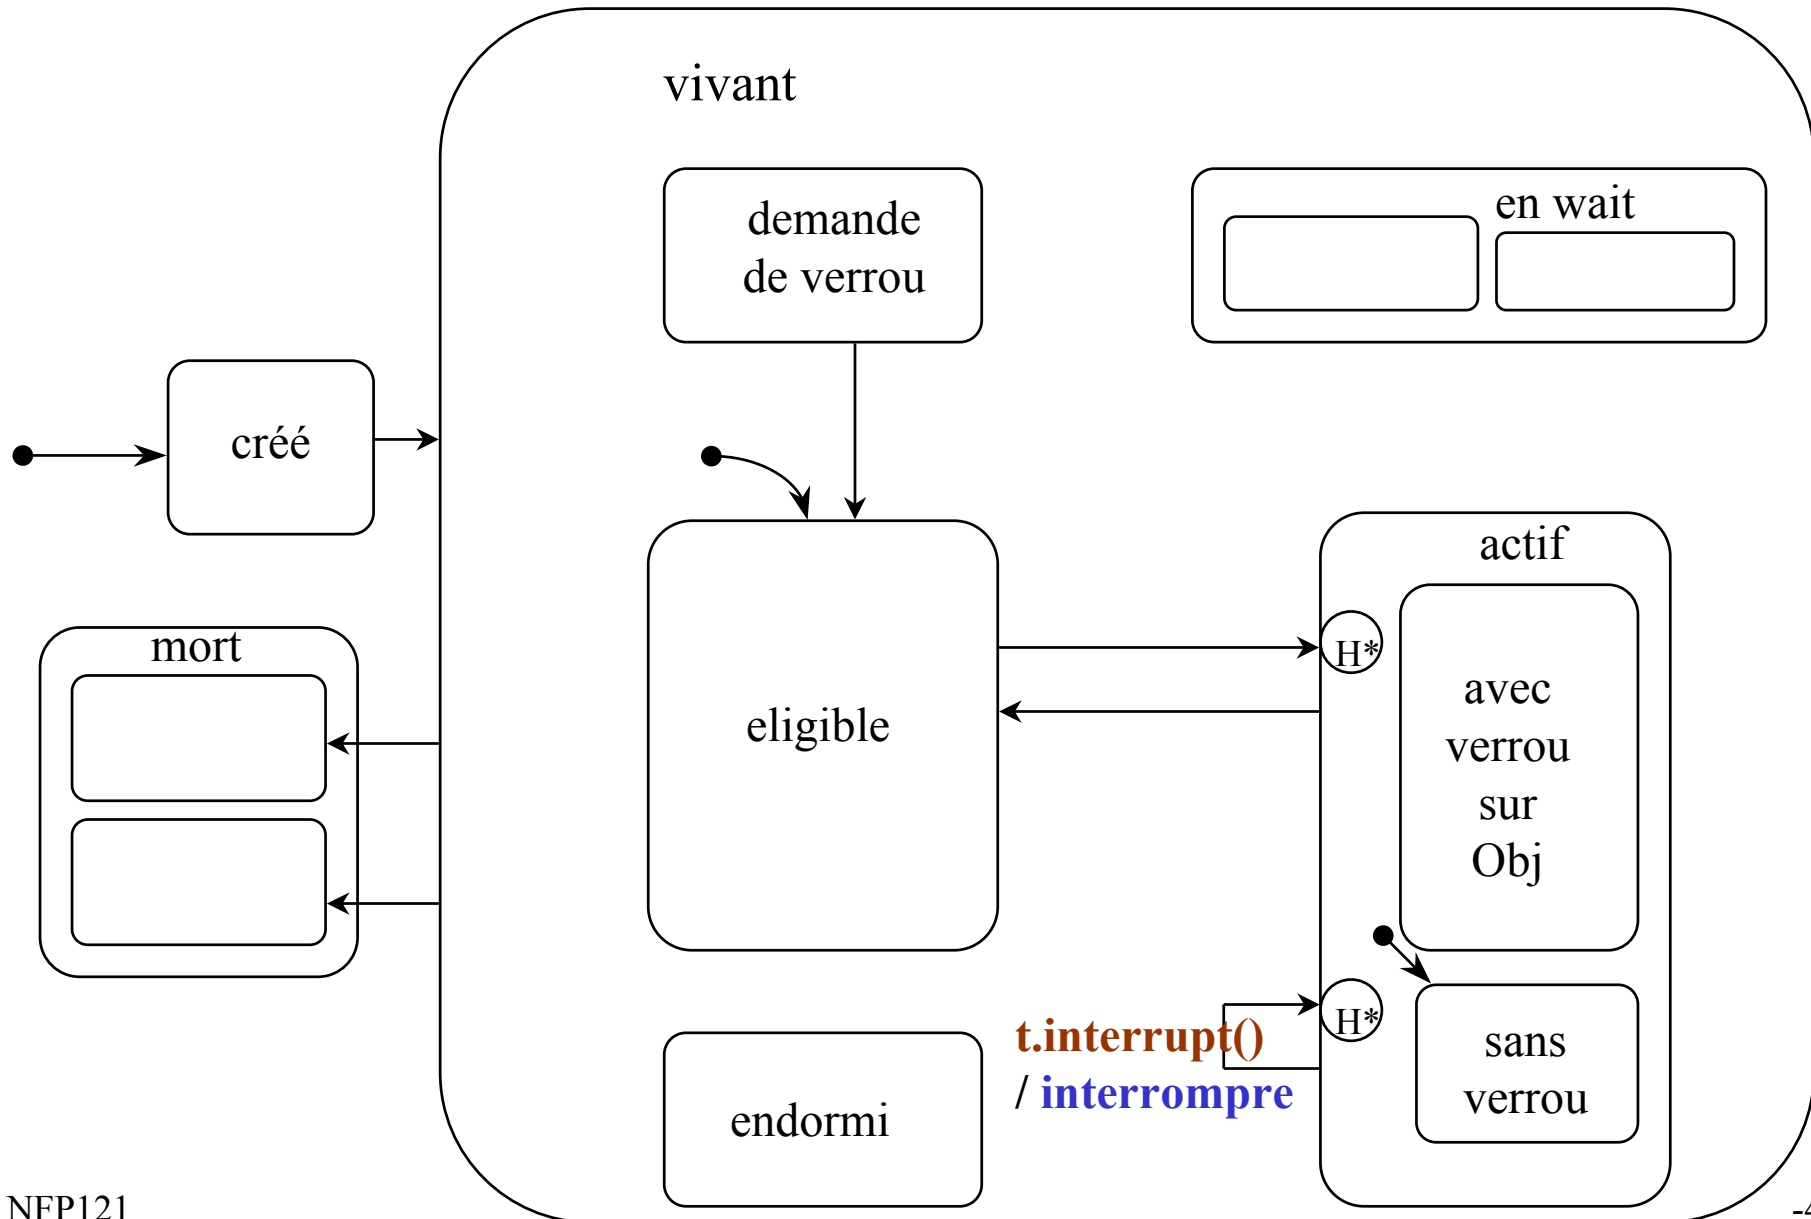 vivant
demande
de verrou
en wait
créé
actif
mort
H*
avec
verrou
sur
Obj
eligible
H*
t.interrupt()
/ interrompre
sans
verrou
endormi
NFP121